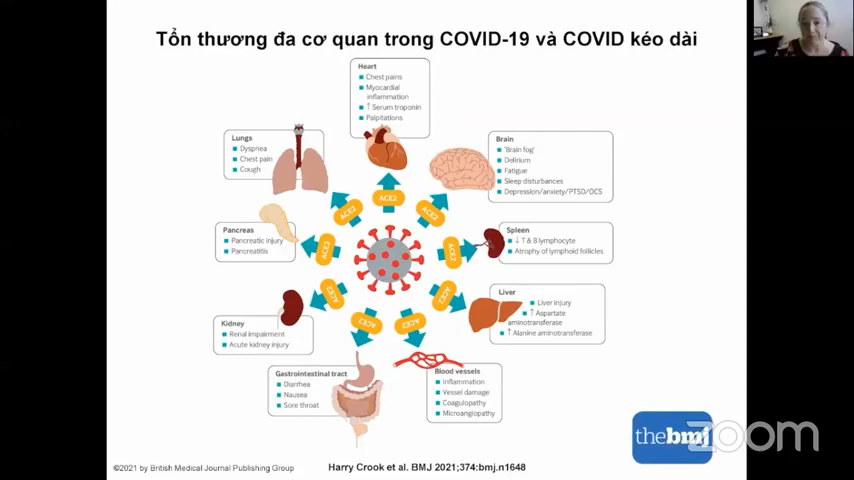 Tổn thương đa cơ quan trong COVID-19 và COVID kéo dài
Heart
Chest pains
Myocardial
inflammation
↑ Serum troponin
Palpitations
Lungs
Dyspnea
Chest pain
Cough
Brain
'Brain fog'
Delirium
Fatigue
Sleep disturbances
Depression/anxiety/PTSD/OCS
ACE2
ACE2
ACE2
Pancreas
Pancreatic injury
Pancreatitis
ACE2
ACE2
Spleen
↓ T & B lymphocyte
Atrophy of lymphoid follicles
Kidney
Renal impairment
Acute kidney injury
ACE2
ACE2
Liver
Liver injury
↑ Aspartate
aminotransferase
↑ Alanine aminotransferase
ACE2
ACE2
Gastrointestinal tract
Diarrhea
Nausea
Sore throat
Blood vessels
Inflammation
Vessel damage
Coagulopathy
Microangiopathy
thebmj
zoom
©2021 by British Medical Journal Publishing Group
Harry Crook et al. BMJ 2021;374:bmj.n1648